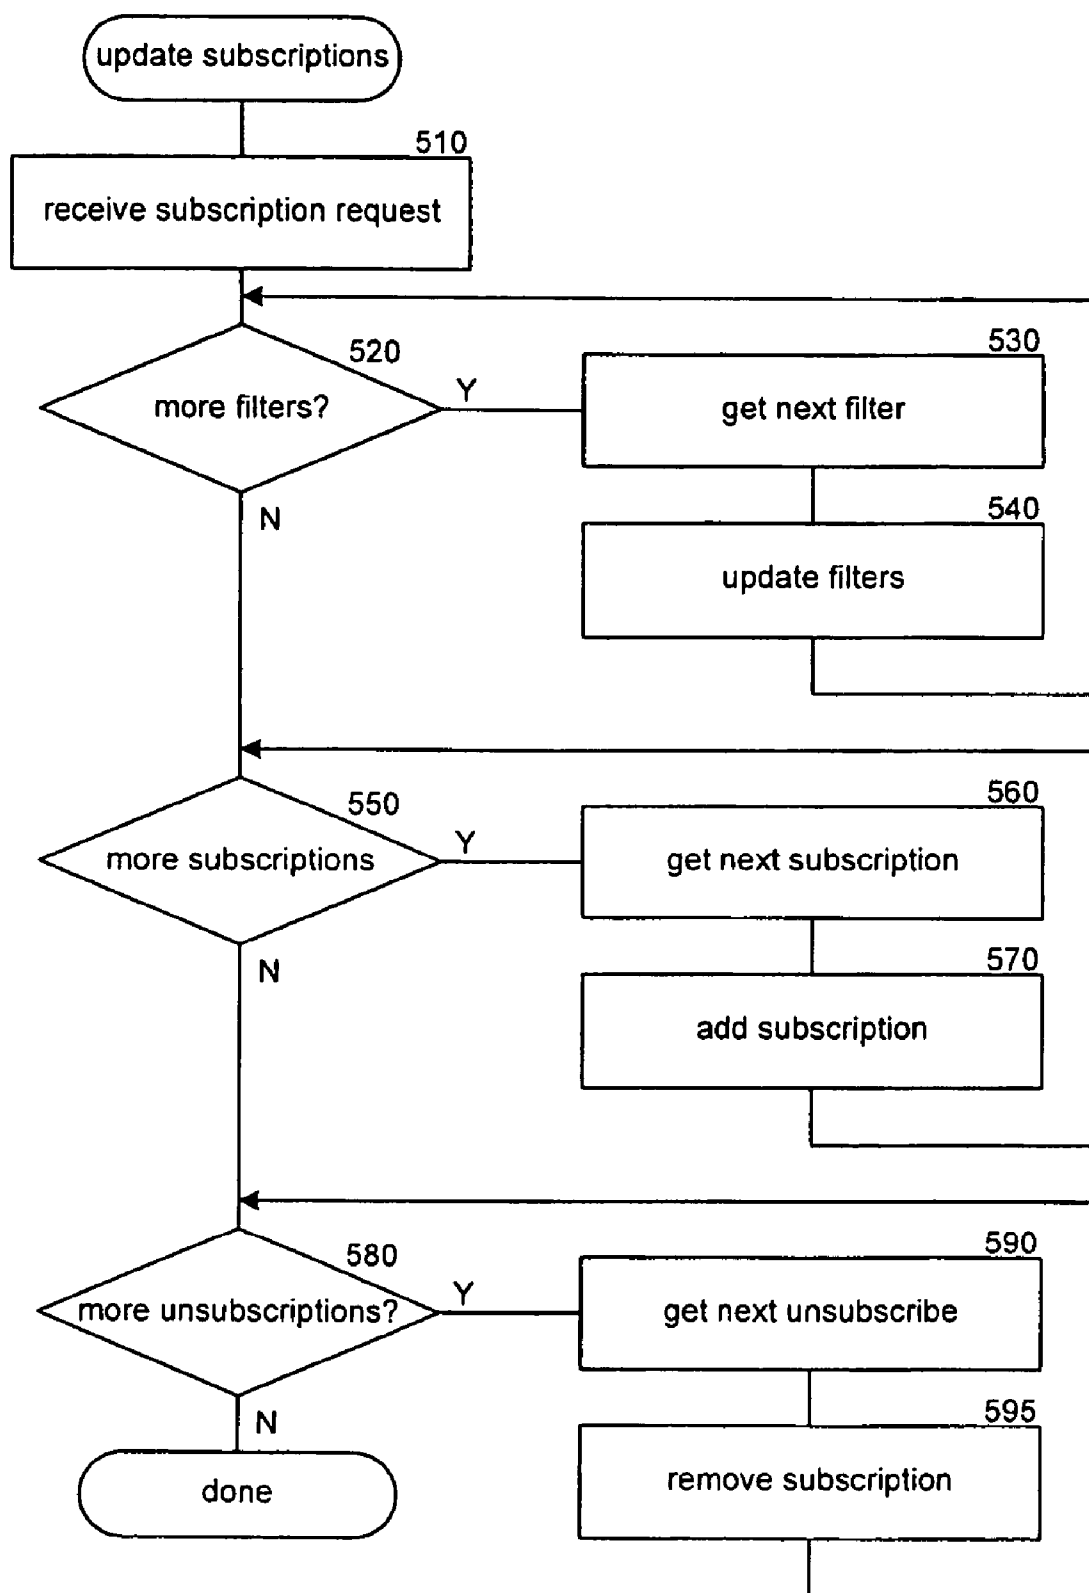 update subscriptions
510
receive subscription request
520
more filters?
Y
N
530
get next filter
540
update filters
550
more subscriptions
Y
N
560
get next subscription
570
add subscription
580
more unsubscriptions?
Y
N
590
get next unsubscribe
595
remove subscription
done